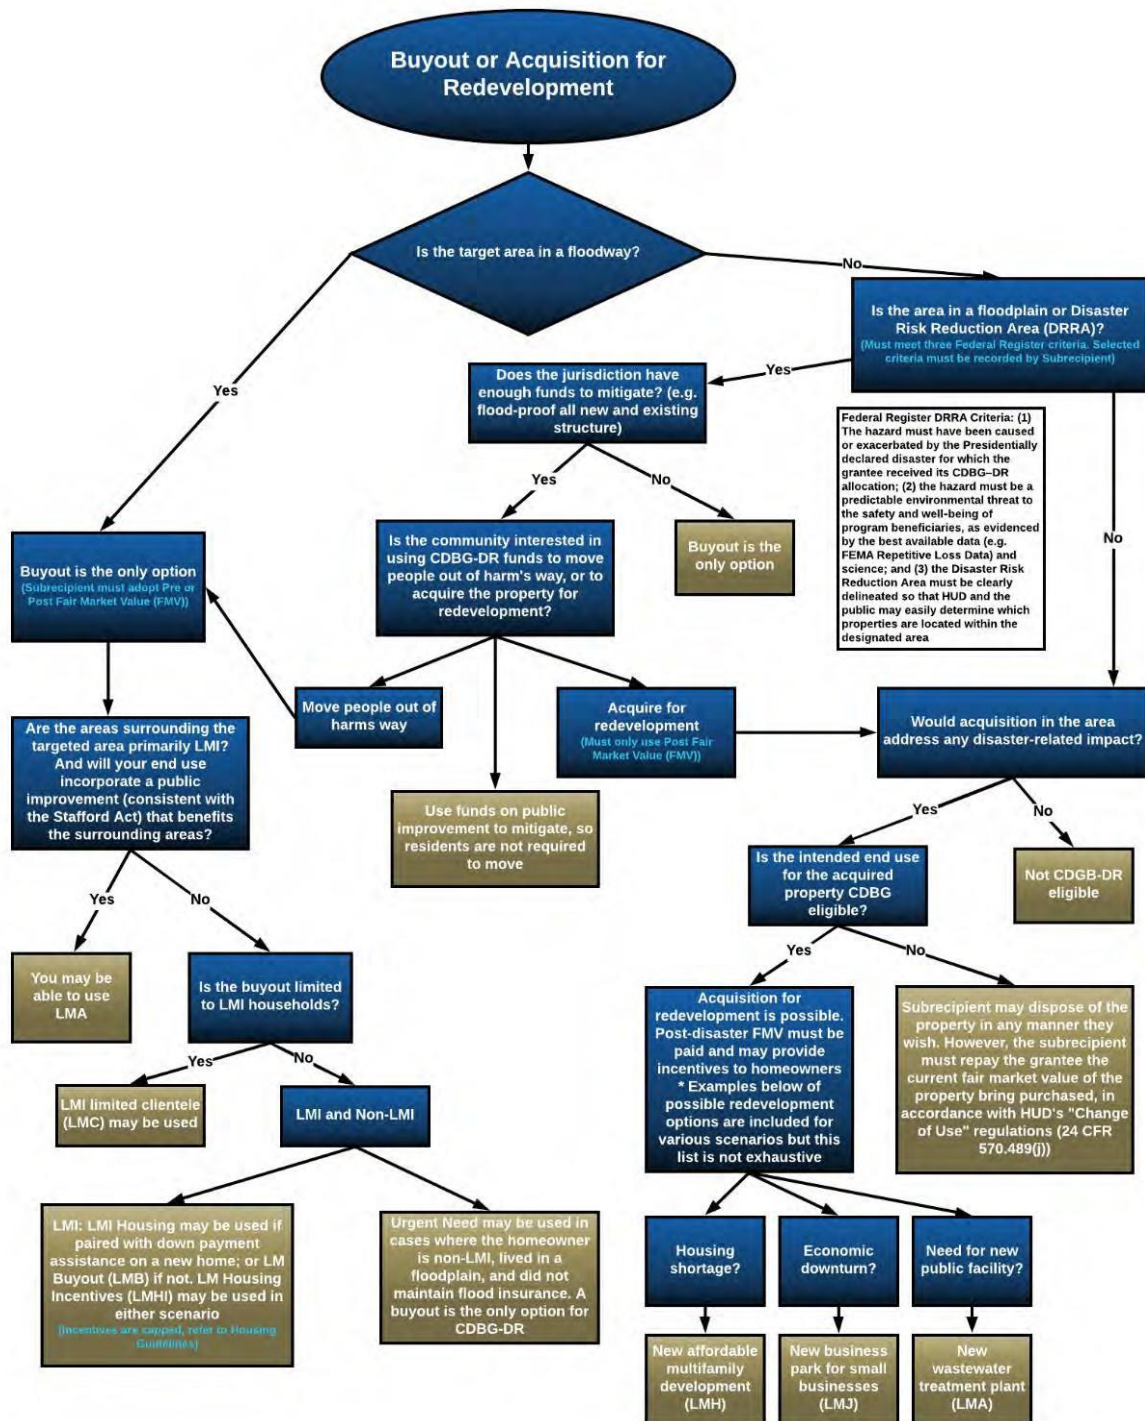 Buyout or Acquisition for
Redevelopment
Is the target area in a floodway?
No
Is the area in a floodplain or Disaster
Risk Reduction Area (DRRA)?
(Must meet three Federal Register criteria. Selected
criteria must be recorded by Subrecipient)
Yes
Yes
Does the jurisdiction have
enough funds to mitigate? (e.g.
flood-proof all new and existing
structure)
Federal Register DRRA Criteria: (1)
The hazard must have been caused
or exacerbated by the Presidentially
declared disaster for which the
grantee received its CDBG–DR
allocation; (2) the hazard must be a
predictable environmental threat to
the safety and well-being of
program beneficiaries, as evidenced
by the best available data (e.g.
FEMA Repetitive Loss Data) and
science; and (3) the Disaster Risk
Reduction Area must be clearly
delineated so that HUD and the
public may easily determine which
properties are located within the
designated area
No
Yes
No
Buyout is the only option
(Subrecipient must adopt Pre or
Post Fair Market Value (FMV))
Is the community interested in
using CDBG-DR funds to move
people out of harm's way, or to
acquire the property for
redevelopment?
Buyout is the
only option
Move people out of
harms way
Acquire for
redevelopment
(Must only use Post Fair
Market Value (FMV))
Would acquisition in the area
address any disaster-related impact?
Are the areas surrounding the
targeted area primarily LMI?
And will your end use
incorporate a public
improvement (consistent with
the Stafford Act) that benefits
the surrounding areas?
Use funds on public
improvement to mitigate, so
residents are not required
to move
Yes
No
Is the intended end use
for the acquired
property CDBG
eligible?
Not CDGB-DR
eligible
Yes
No
You may be
able to use
LMA
Is the buyout limited
to LMI households?
Yes
No
Acquisition for
redevelopment is possible.
Post-disaster FMV must be
paid and may provide
incentives to homeowners
* Examples below of
possible redevelopment
options are included for
various scenarios but this
list is not exhaustive
Subrecipient may dispose of the
property in any manner they
wish. However, the subrecipient
must repay the grantee the
current fair market value of the
property bring purchased, in
accordance with HUD's "Change
of Use" regulations (24 CFR
570.489(j))
Yes
No
LMI limited clientele
(LMC) may be used
LMI and Non-LMI
LMI: LMI Housing may be used if
paired with down payment
assistance on a new home; or LM
Buyout (LMB) if not. LM Housing
Incentives (LMHI) may be used in
either scenario
(Incentives are capped, refer to Housing
Guidelines)
Urgent Need may be used in
cases where the homeowner
is non-LMI, lived in a
floodplain, and did not
maintain flood insurance. A
buyout is the only option for
CDBG-DR
Housing
shortage?
Economic
downturn?
Need for new
public facility?
New affordable
multifamily
development
(LMH)
New business
park for small
businesses
(LMJ)
New
wastewater
treatment plant
(LMA)